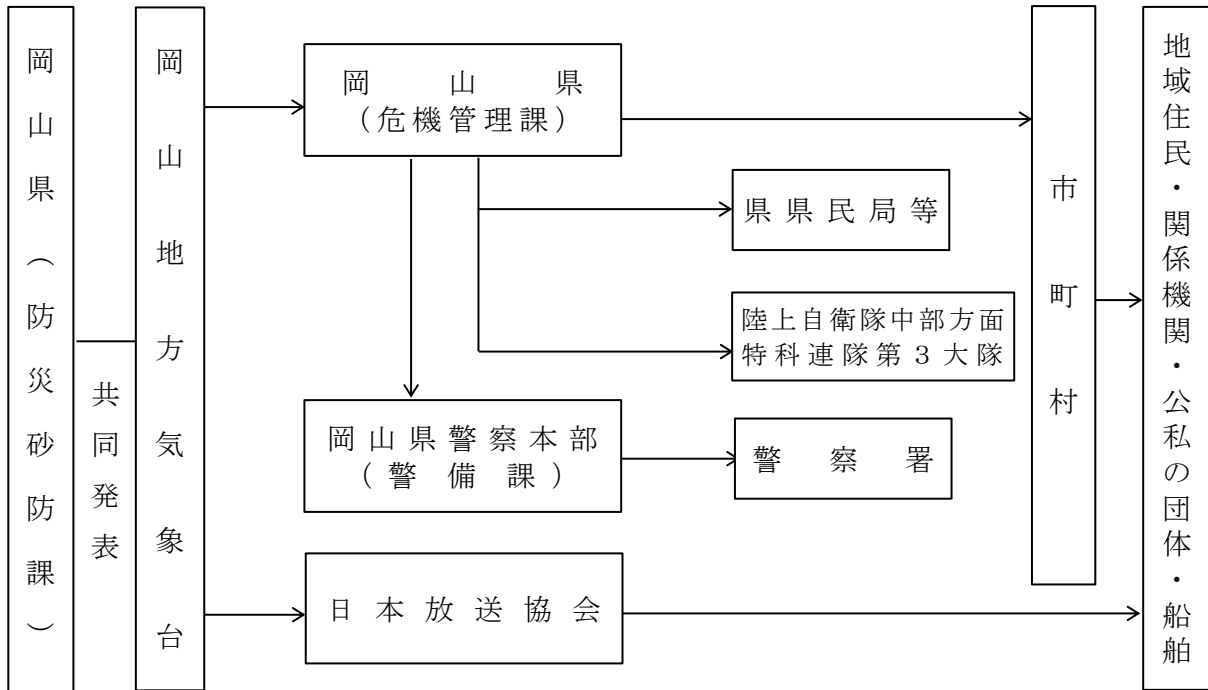 岡山県（防災砂防課）
共同発表
岡山地方気象台
岡山県
（危機管理課）
県県民局等
陸上自衛隊中部方面
特科連隊第３大隊
岡山県警察本部
（警備課）
警察署
日本放送協会
市町村
地域住民・関係機関・公私の団体・船舶